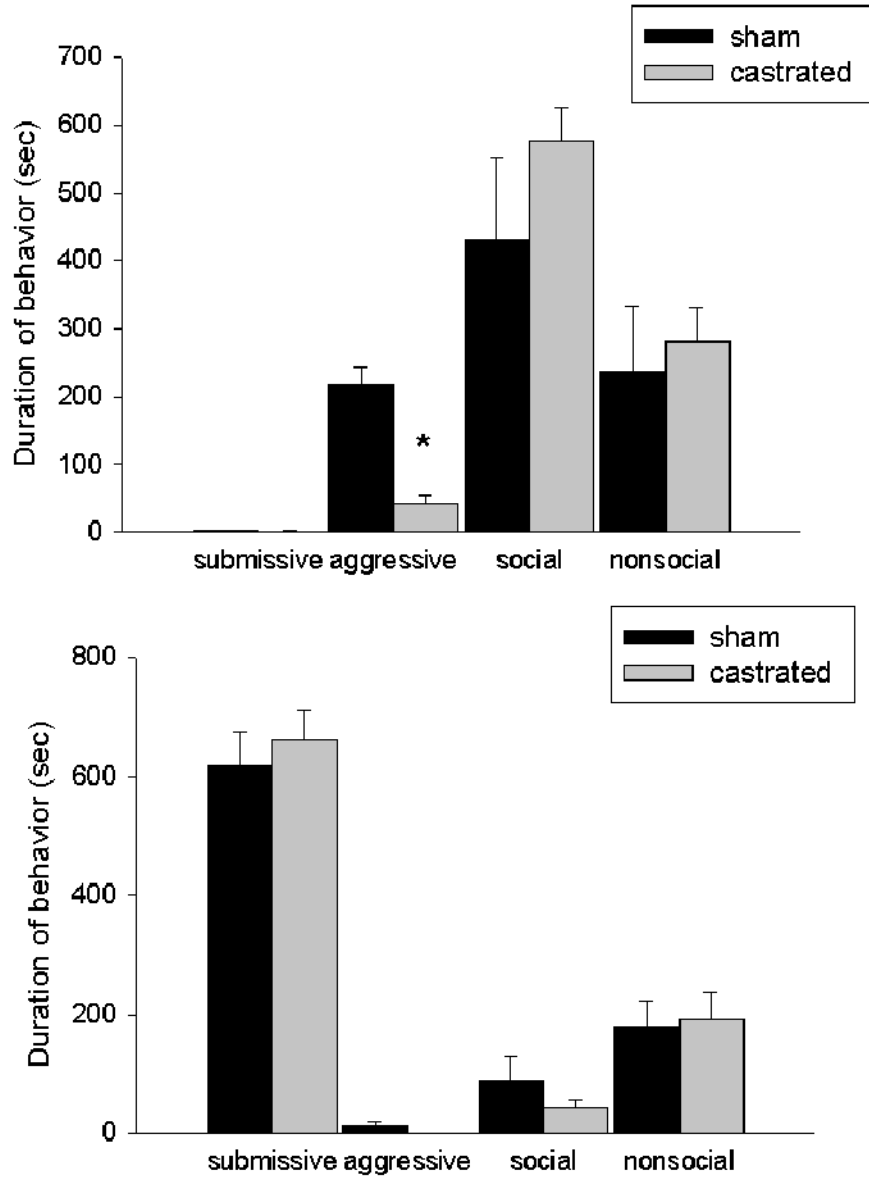 sham
castrated
Duration of behavior (sec)
700
600
500
400
300
200
100
0
*
submissive aggressive social nonsocial
sham
castrated
Duration of behavior (sec)
800
600
400
200
0
submissive aggressive social nonsocial